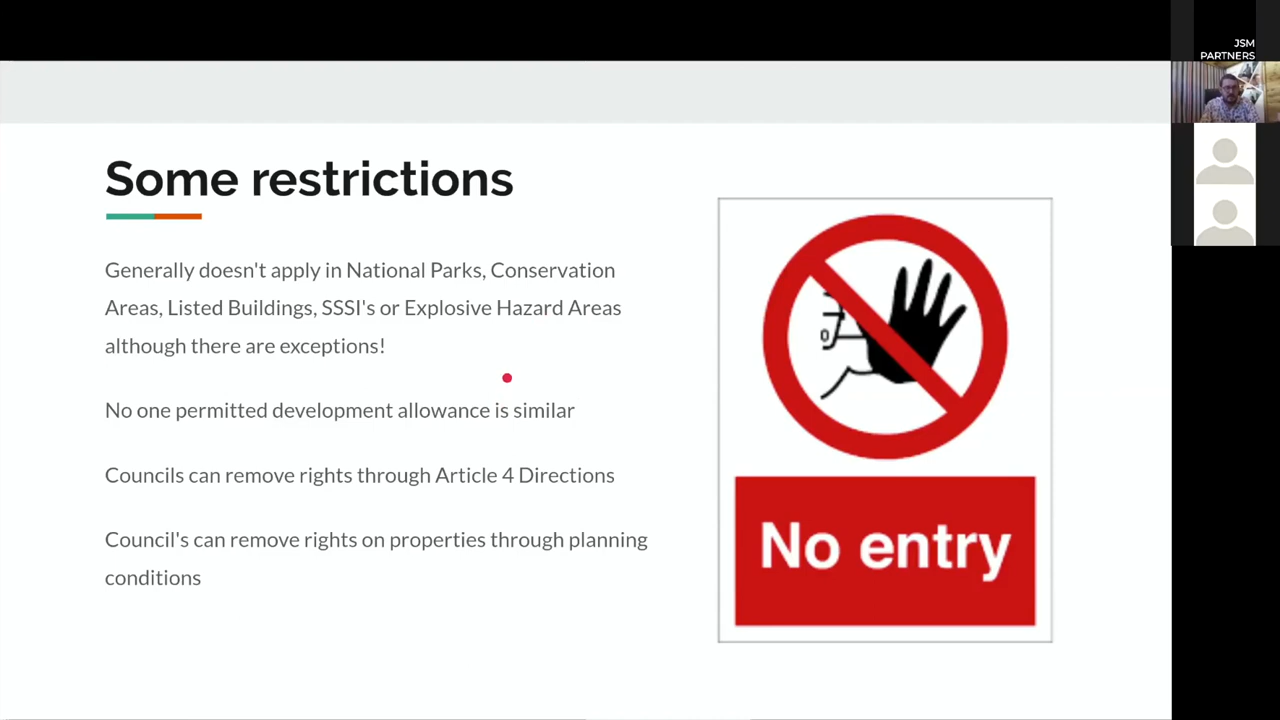 JSM
PARTNERS
Some restrictions
Generally doesn't apply in National Parks, Conservation
Areas, Listed Buildings, SSSI's or Explosive Hazard Areas
although there are exceptions!
No one permitted development allowance is similar
Councils can remove rights through Article 4 Directions
Council's can remove rights on properties through planning
conditions
No entry